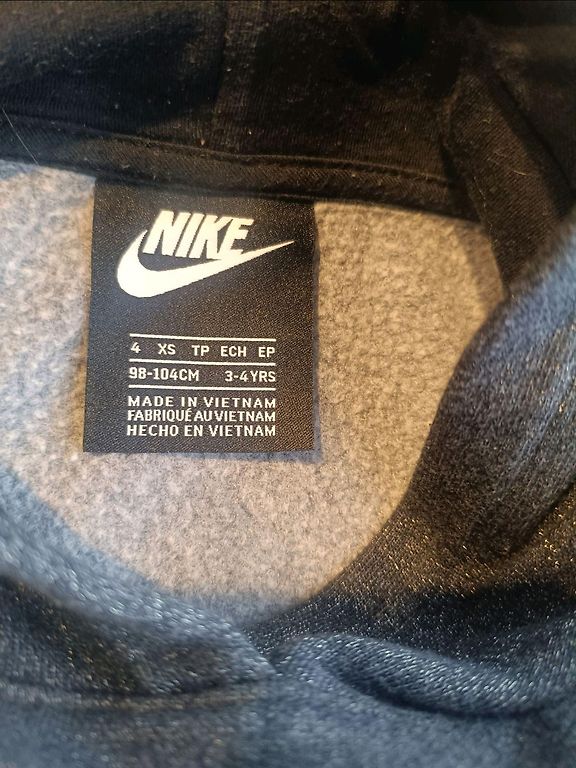 NIKE
4 XS TP ECH EP
98-104CM 3-4YRS
MADE IN VIETNAM
FABRIQUÉ AU VIETNAM
HECHO EN VIETNAM